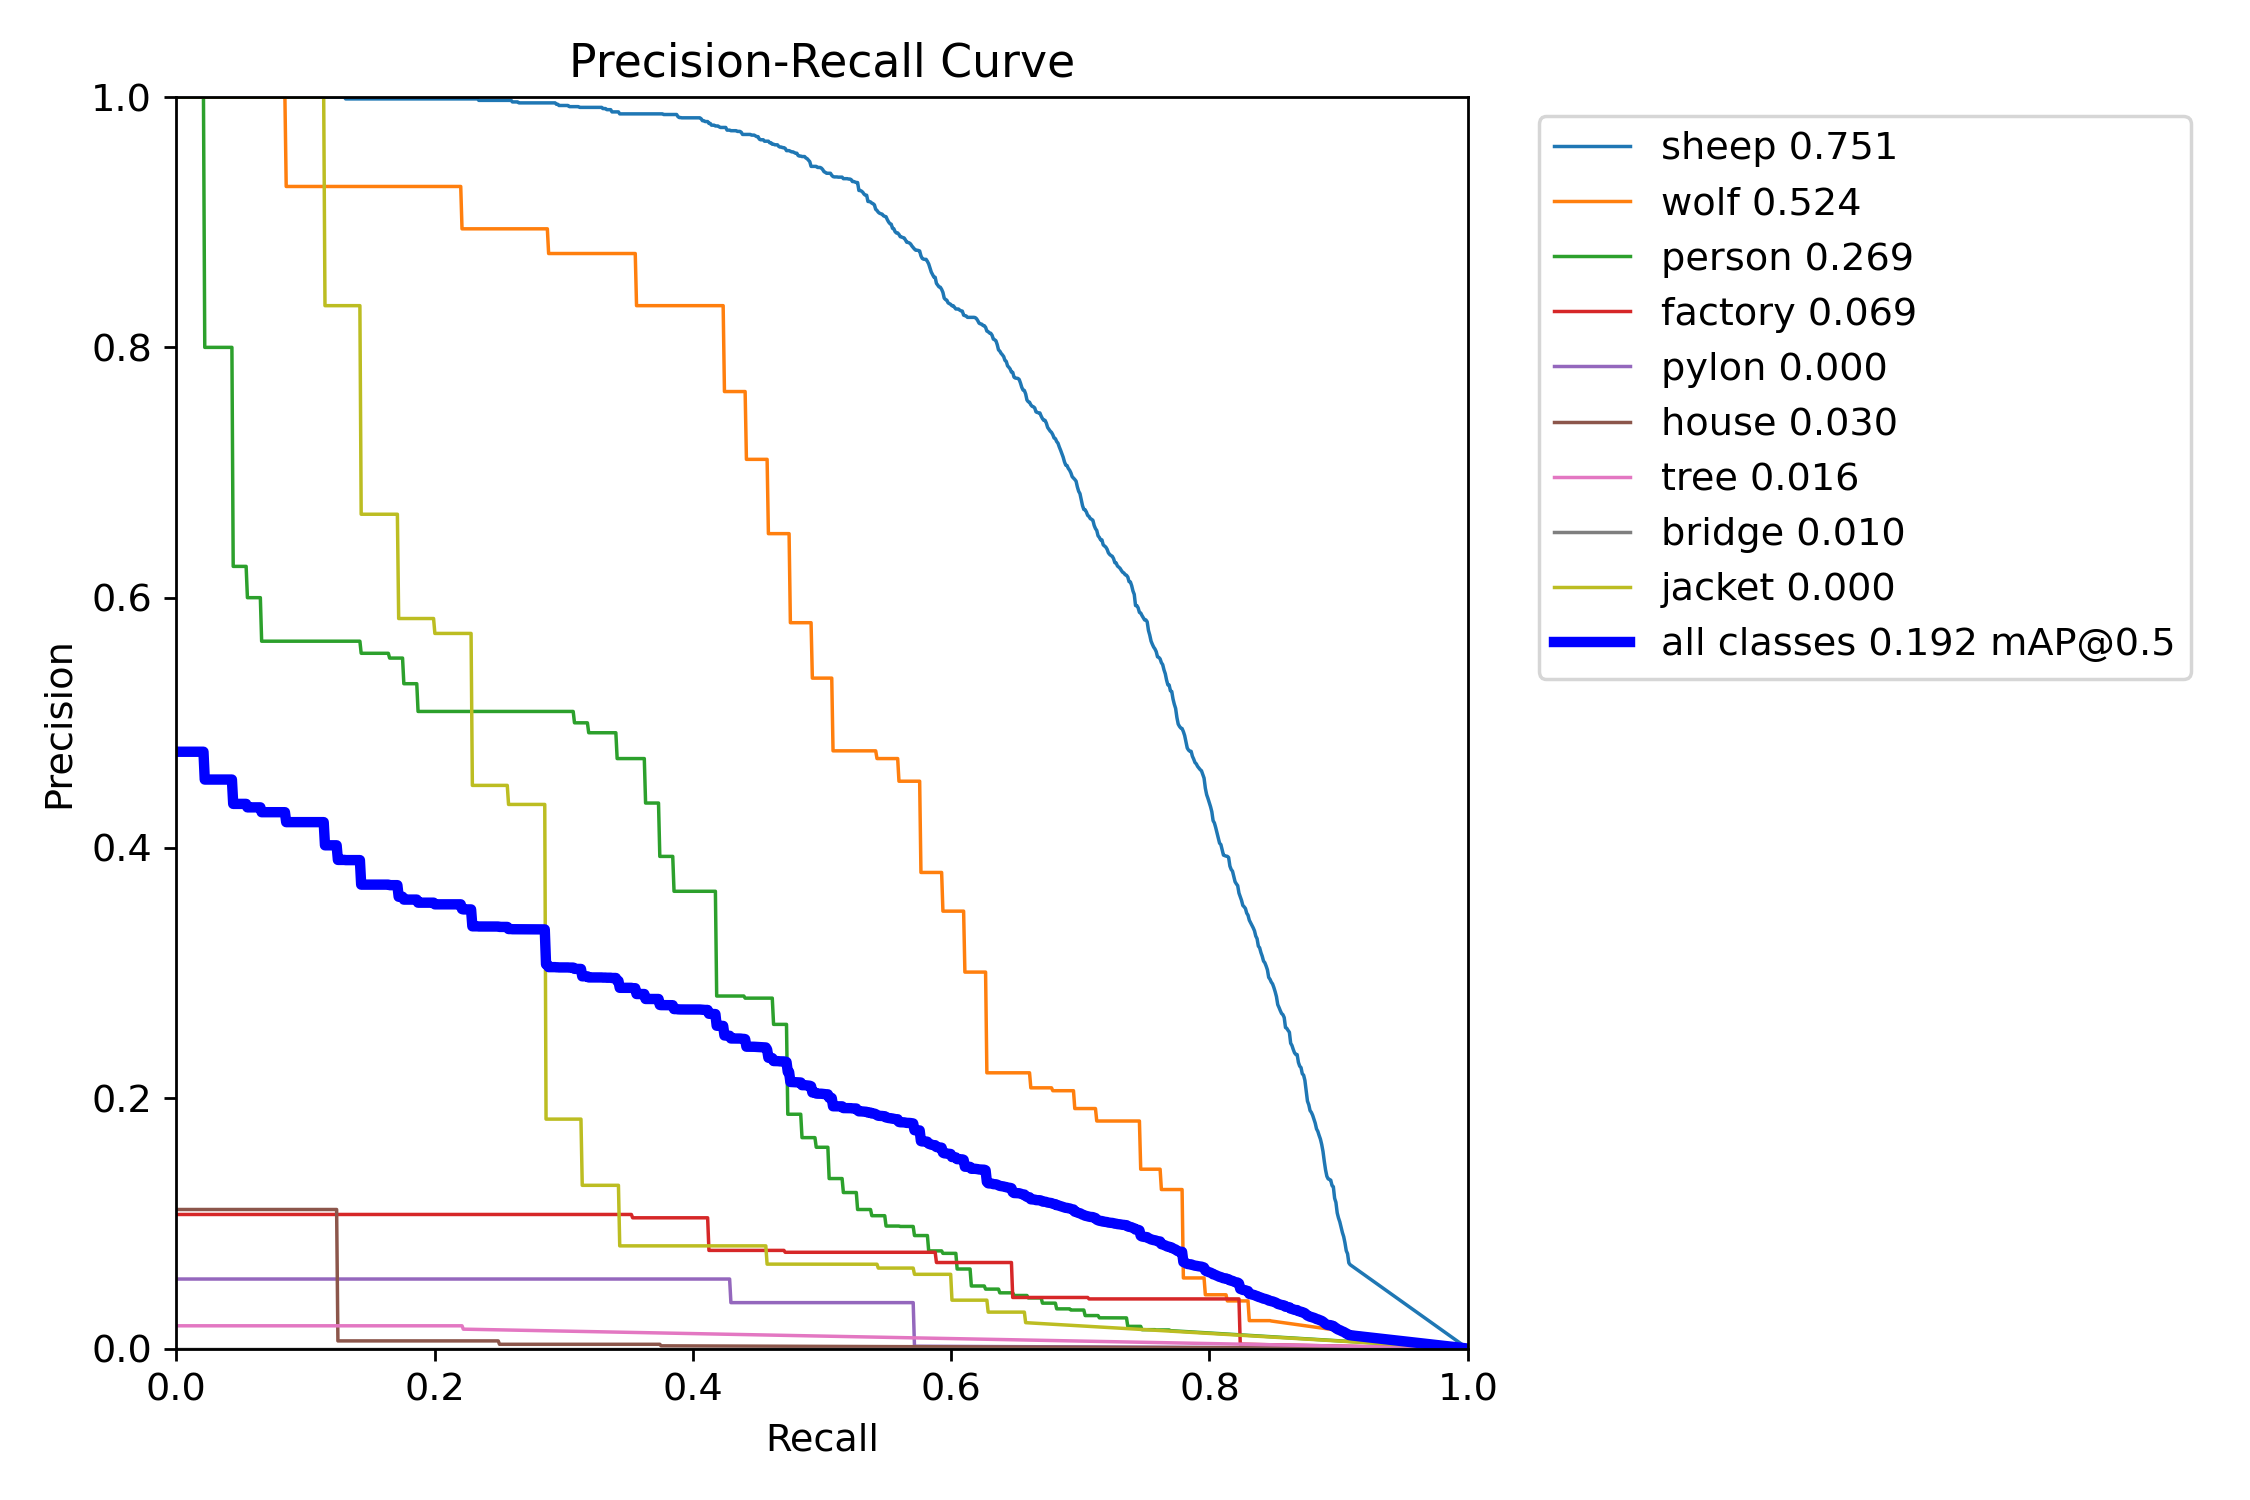 Precision-Recall Curve
1.0
0.8
0.6
0.4
0.2
0.0
Precision
0.0 0.2 0.4 0.6 0.8 1.0
Recall
sheep 0.751
wolf 0.524
person 0.269
factory 0.069
pylon 0.000
house 0.030
tree 0.016
bridge 0.010
jacket 0.000
all classes 0.192 mAP@0.5